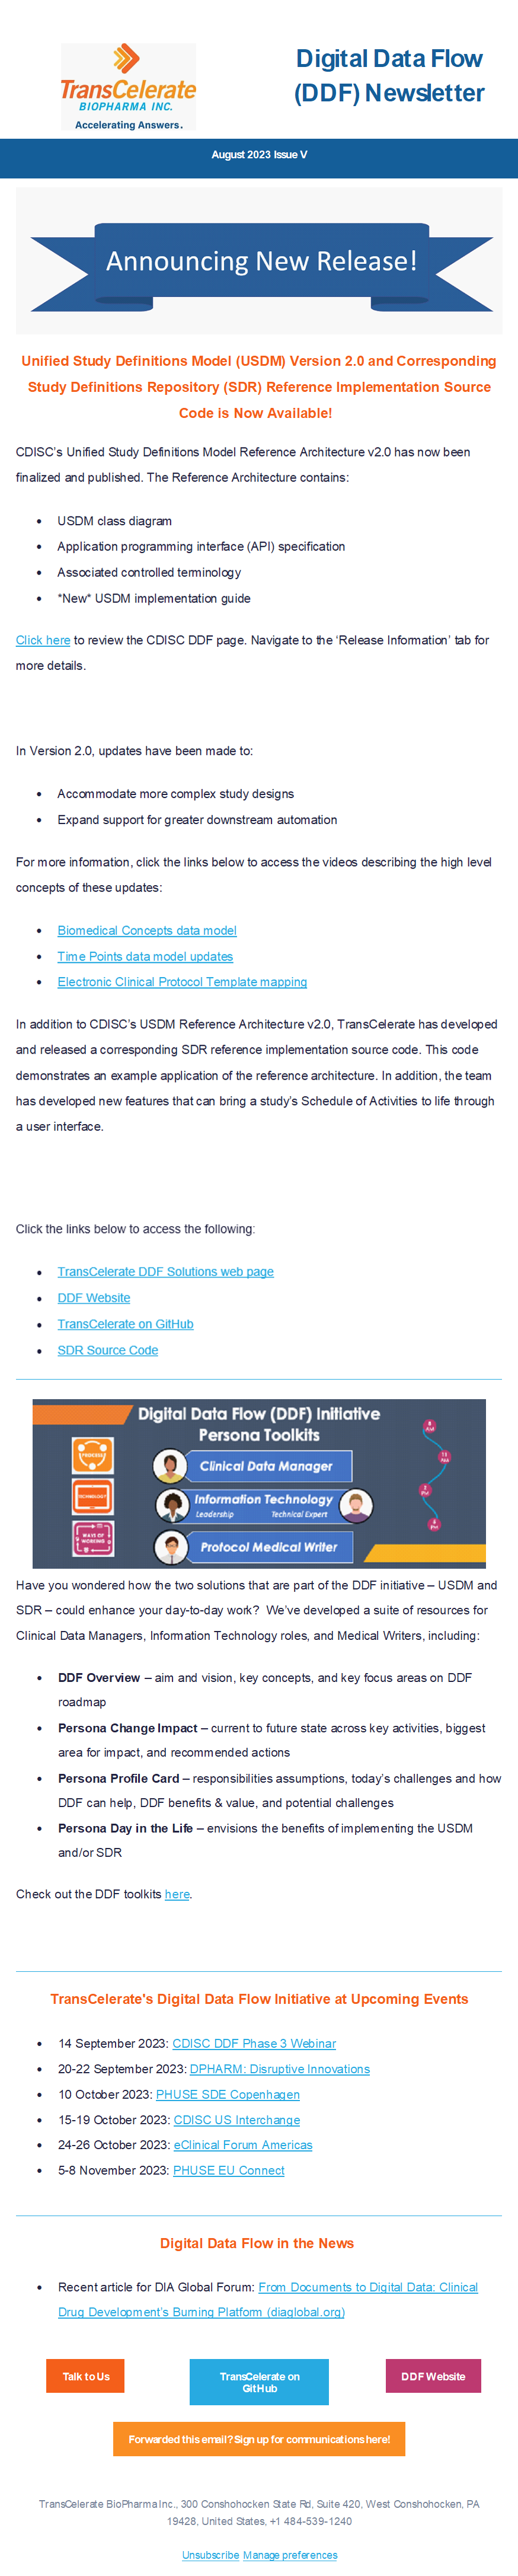 TransCelerate
BIOPHARMA INC.
Accelerating Answers.
Digital Data Flow
(DDF) Newsletter
August 2023 Issue V
Announcing New Release!
Unified Study Definitions Model (USDM) Version 2.0 and Corresponding
Study Definitions Repository (SDR) Reference Implementation Source
Code is Now Available!
CDISC's Unified Study Definitions Model Reference Architecture v2.0 has now been
finalized and published. The Reference Architecture contains:
• USDM class diagram
• Application programming interface (API) specification
• Associated controlled terminology
• *New* USDM implementation guide
Click here to review the CDISC DDF page. Navigate to the ‘Release Information’ tab for
more details.
In Version 2.0, updates have been made to:
• Accommodate more complex study designs
• Expand support for greater downstream automation
For more information, click the links below to access the videos describing the high level
concepts of these updates:
• Biomedical Concepts data model
• Time Points data model updates
• Electronic Clinical Protocol Template mapping
In addition to CDISC's USDM Reference Architecture v2.0, TransCelerate has developed
and released a corresponding SDR reference implementation source code. This code
demonstrates an example application of the reference architecture. In addition, the team
has developed new features that can bring a study's Schedule of Activities to life through
a user interface.
Click the links below to access the following:
• TransCelerate DDF Solutions web page
• DDF Website
• TransCelerate on GitHub
• SDR Source Code
Digital Data Flow (DDF) Initiative
Persona Toolkits
PROCESS
Clinical Data Manager
TECHNOLOGY
Information Technology
Leadership Technical Expert
WAYS OF
WORKING
Protocol Medical Writer
Have you wondered how the two solutions that are part of the DDF initiative – USDM and
SDR – could enhance your day-to-day work? We've developed a suite of resources for
Clinical Data Managers, Information Technology roles, and Medical Writers, including:
• DDF Overview – aim and vision, key concepts, and key focus areas on DDF
roadmap
• Persona Change Impact – current to future state across key activities, biggest
area for impact, and recommended actions
• Persona Profile Card – responsibilities assumptions, today's challenges and how
DDF can help, DDF benefits & value, and potential challenges
• Persona Day in the Life – envisions the benefits of implementing the USDM
and/or SDR
Check out the DDF toolkits here.
TransCelerate's Digital Data Flow Initiative at Upcoming Events
• 14 September 2023: CDISC DDF Phase 3 Webinar
• 20-22 September 2023: DPHARM: Disruptive Innovations
• 10 October 2023: PHUSE SDE Copenhagen
• 15-19 October 2023: CDISC US Interchange
• 24-26 October 2023: eClinical Forum Americas
• 5-8 November 2023: PHUSE EU Connect
Digital Data Flow in the News
• Recent article for DIA Global Forum: From Documents to Digital Data: Clinical
Drug Development's Burning Platform (diaglobal.org)
Talk to Us
TransCelerate on
GitHub
DDF Website
Forwarded this email? Sign up for communications here!
TransCelerate BioPharma Inc., 300 Conshohocken State Rd, Suite 420, West Conshohocken, PA
19428, United States, +1 484-539-1240
Unsubscribe Manage preferences